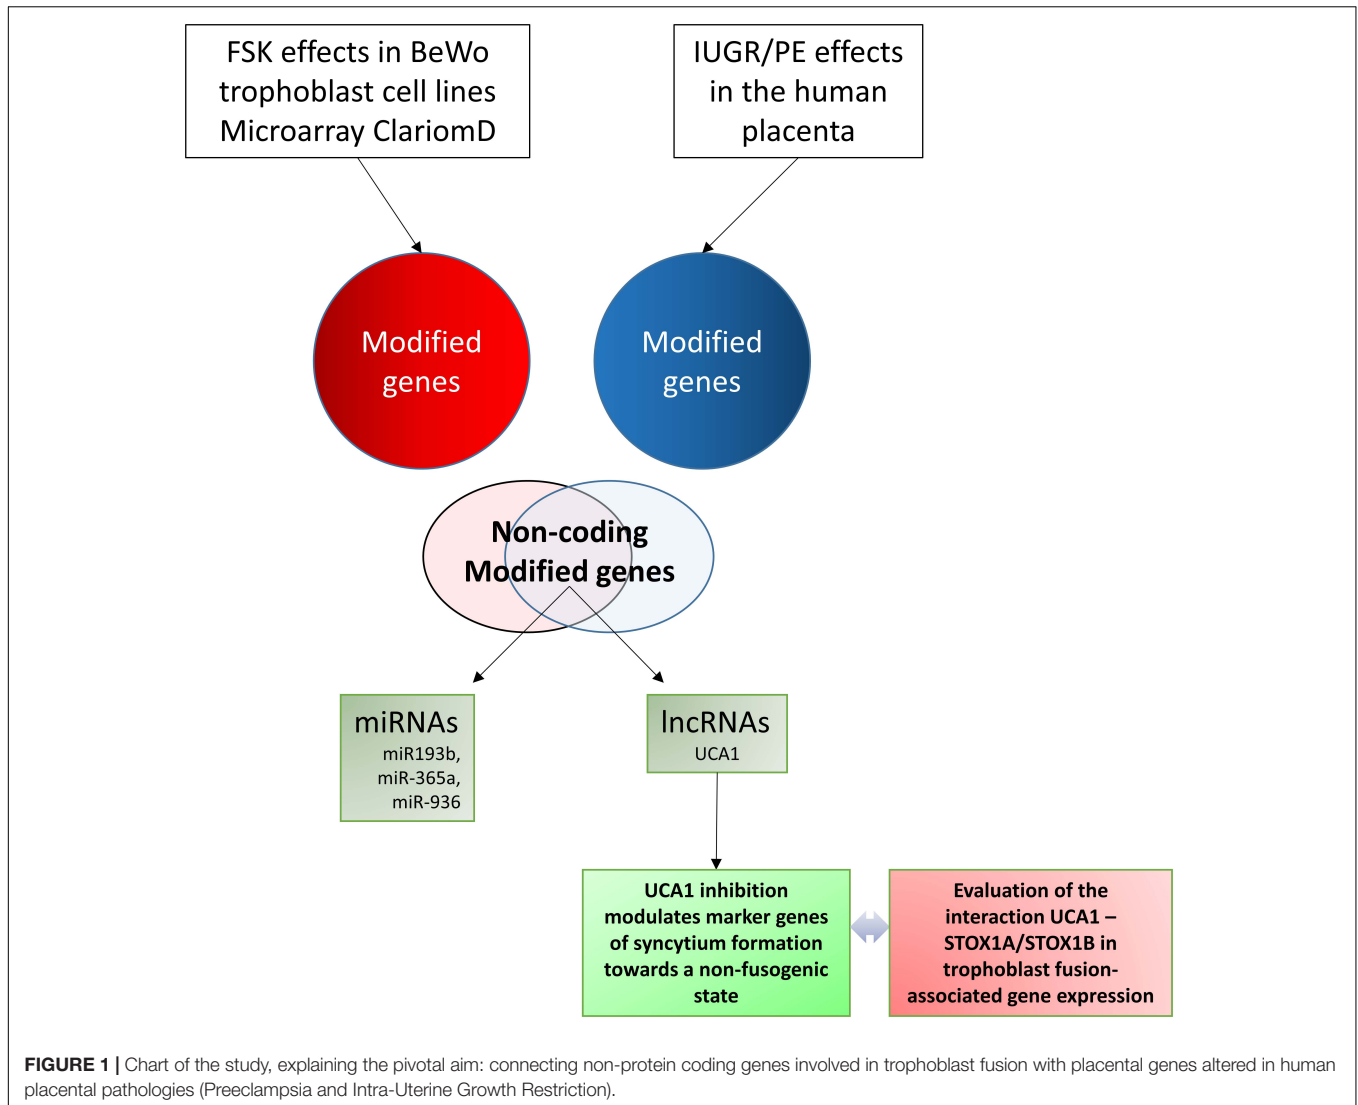 FSK effects in BeWo
trophoblast cell lines
Microarray ClariomD
IUGR/PE effects
in the human
placenta
Modified
genes
Modified
genes
Non-coding
Modified genes
miRNAs
miR193b,
miR-365a,
miR-936
lncRNAs
UCA1
UCA1 inhibition
modulates marker genes
of syncytium formation
towards a non-fusogenic
state
Evaluation of the
interaction UCA1 –
STOX1A/STOX1B in
trophoblast fusion-
associated gene expression
FIGURE 1 | Chart of the study, explaining the pivotal aim: connecting non-protein coding genes involved in trophoblast fusion with placental genes altered in human
placental pathologies (Preeclampsia and Intra-Uterine Growth Restriction).